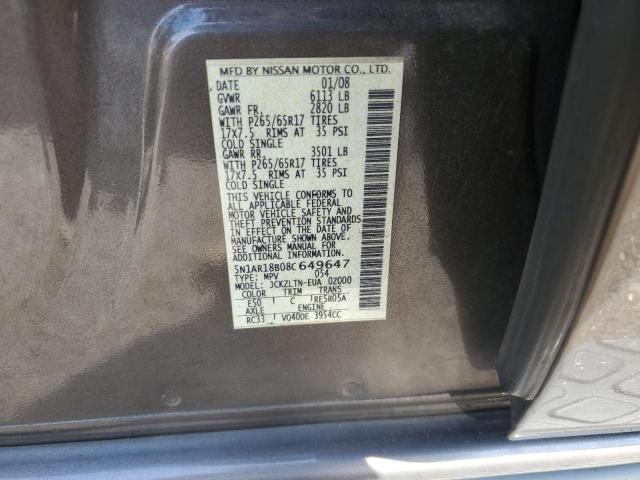 MFD BY NISSAN MOTOR CO., LTD.
DATE 01/08
GVWR 6113 LB
GAWR FR. 2820 LB
WITH P265/65R17 TIRES
17X7.5 RIMS AT 35 PSI
COLD SINGLE
GAWR RR. 3501 LB
WITH P265/65R17 TIRES
17X7.5 RIMS AT 35 PSI
COLD SINGLE
THIS VEHICLE CONFORMS TO
ALL APPLICABLE FEDERAL
MOTOR VEHICLE SAFETY AND
THEFT PREVENTION STANDARDS
IN EFFECT ON THE DATE OF
MANUFACTURE SHOWN ABOVE.
SEE OWNERS MANUAL FOR
ADDITIONAL INFORMATION
5N1AR18B08C649647
TYPE: MPV 054
MODEL: 3CKZLTN-EUA 02000
COLOR TRIM TRANS
E50 C RE5R05A
AXLE ENGINE
RC33 VQ40DE 3954CC